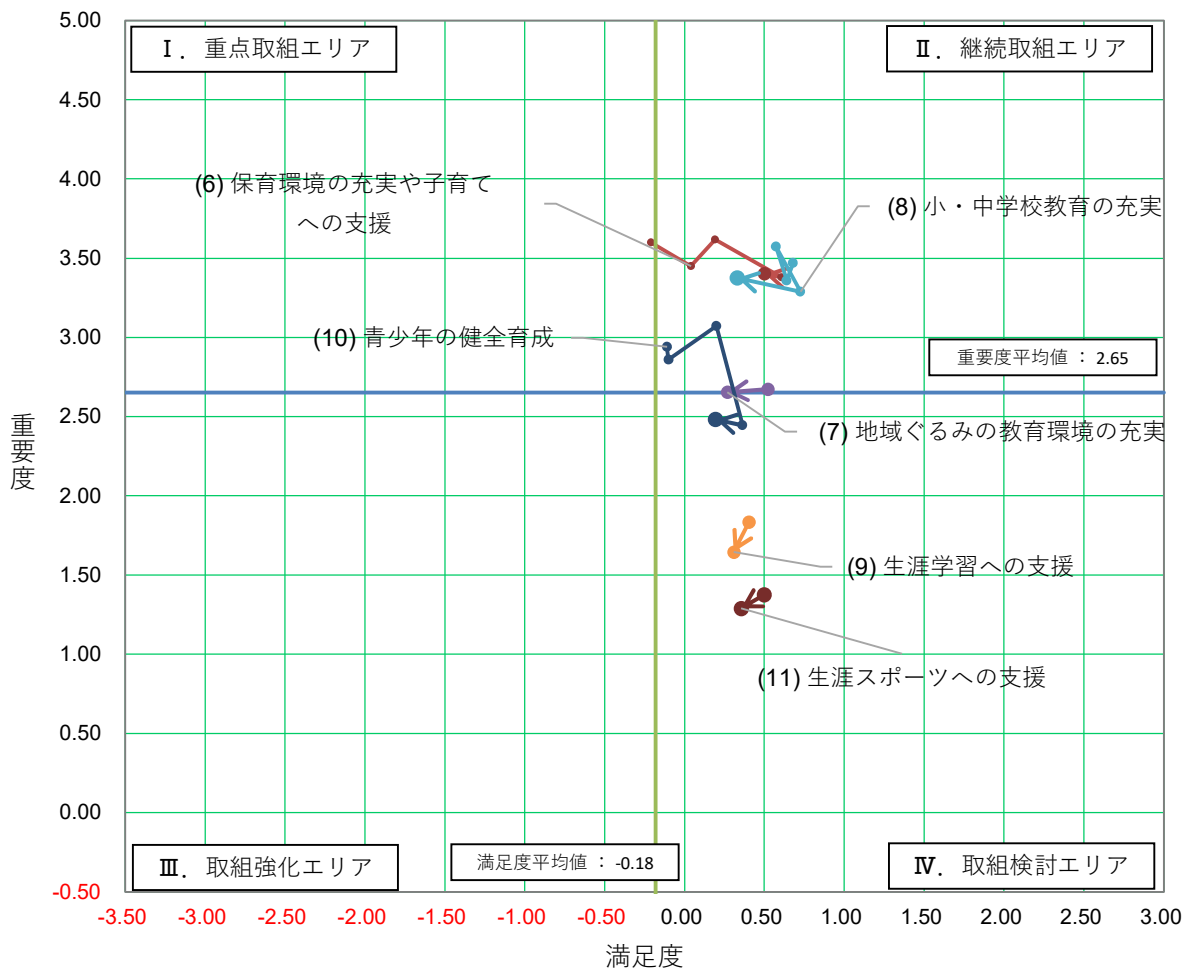 5.00
4.50
4.00
3.50
3.00
2.50
2.00
1.50
1.00
0.50
0.00
-0.50
重要度
Ⅰ．重点取組エリア
Ⅱ．継続取組エリア
(6) 保育環境の充実や子育て
への支援
(8) 小・中学校教育の充実
(10) 青少年の健全育成
重要度平均値 ： 2.65
(7) 地域ぐるみの教育環境の充実
(9) 生涯学習への支援
(11) 生涯スポーツへの支援
Ⅲ．取組強化エリア
満足度平均値 ： -0.18
Ⅳ．取組検討エリア
-3.50 -3.00 -2.50 -2.00 -1.50 -1.00 -0.50 0.00 0.50 1.00 1.50 2.00 2.50 3.00
満足度